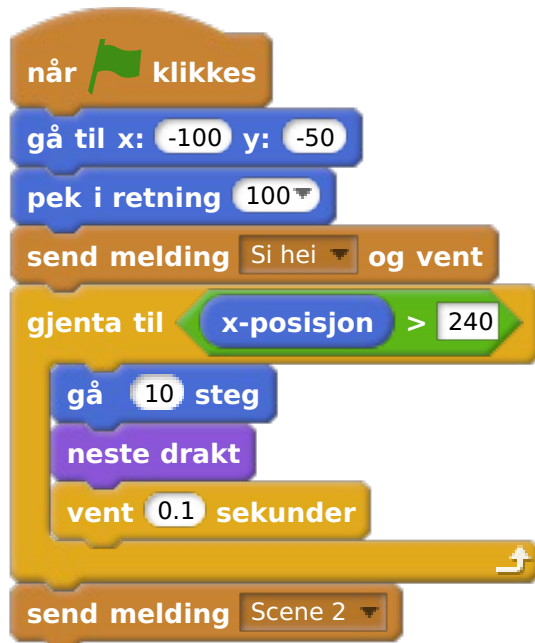 når klikkes
gå til x: -100 y: -50
pek i retning 100
send melding Si hei og vent
gjenta til x-posisjon > 240
gå 10 steg
neste drakt
vent 0.1 sekunder
send melding Scene 2